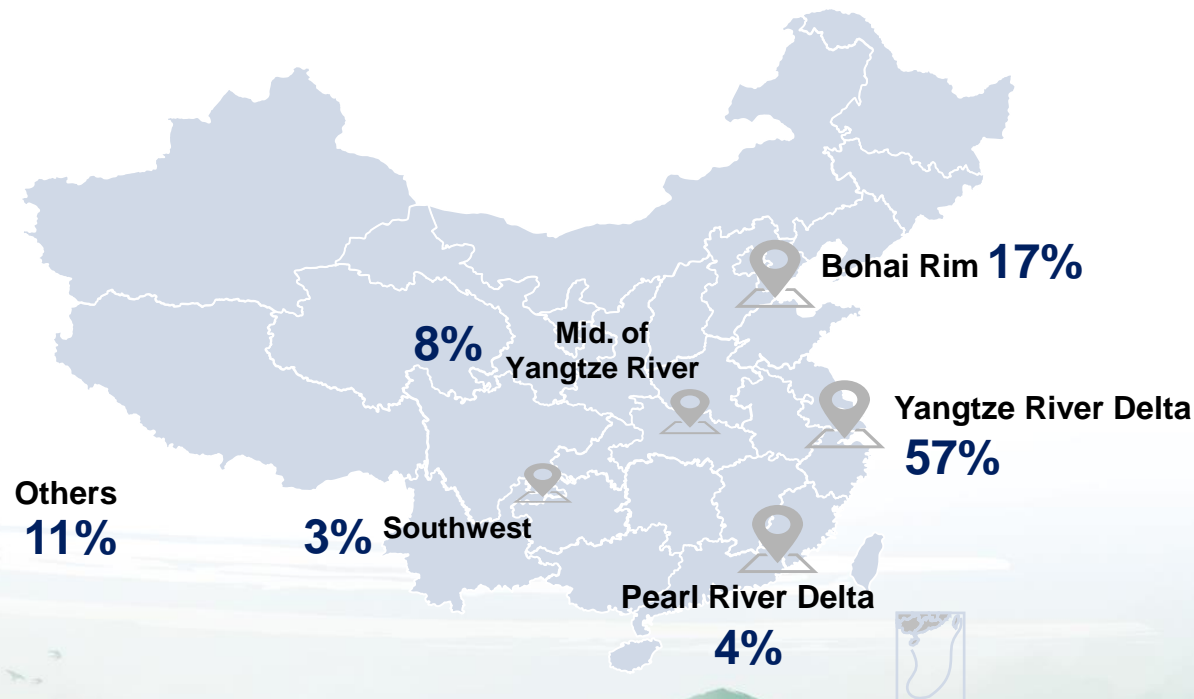 Bohai Rim 17%
8%
Mid. of
Yangtze River
Yangtze River Delta
57%
Others
11%
3% Southwest
Pearl River Delta
4%